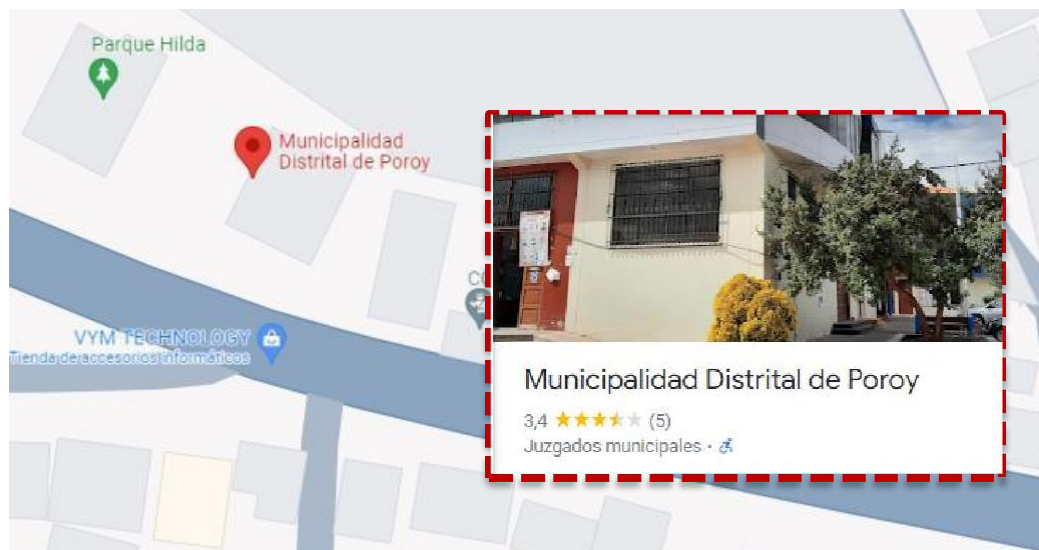 Parque Hilda
Municipalidad
Distrital de Poroy
VYM TECHNOLOGY
Tienda de accesorios informáticos
Municipalidad Distrital de Poroy
3,4 (5)
Juzgados municipales ·